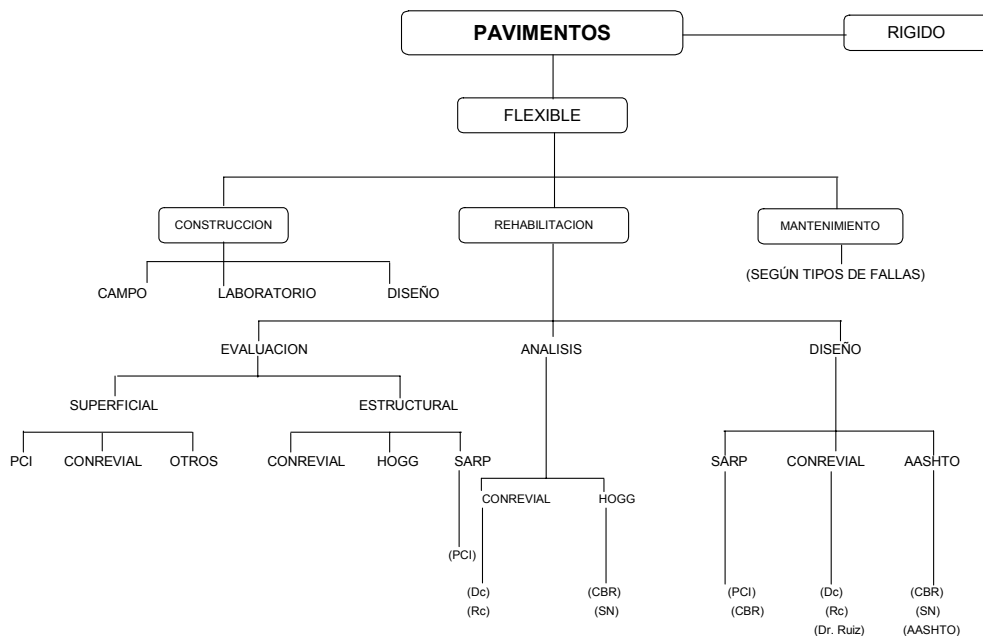 PAVIMENTOS
RIGIDO
FLEXIBLE
CONSTRUCCION
REHABILITACION
MANTENIMIENTO
(SEGÚN TIPOS DE FALLAS)
CAMPO
LABORATORIO
DISEÑO
EVALUACION
ANALISIS
DISEÑO
SUPERFICIAL
ESTRUCTURAL
PCI
CONREVIAL
OTROS
CONREVIAL
HOGG
SARP
SARP
CONREVIAL
AASHTO
CONREVIAL
HOGG
(PCI)
(Dc)
(Rc)
(CBR)
(SN)
(PCI)
(CBR)
(Dc)
(Rc)
(Dr. Ruiz)
(CBR)
(SN)
(AASHTO)